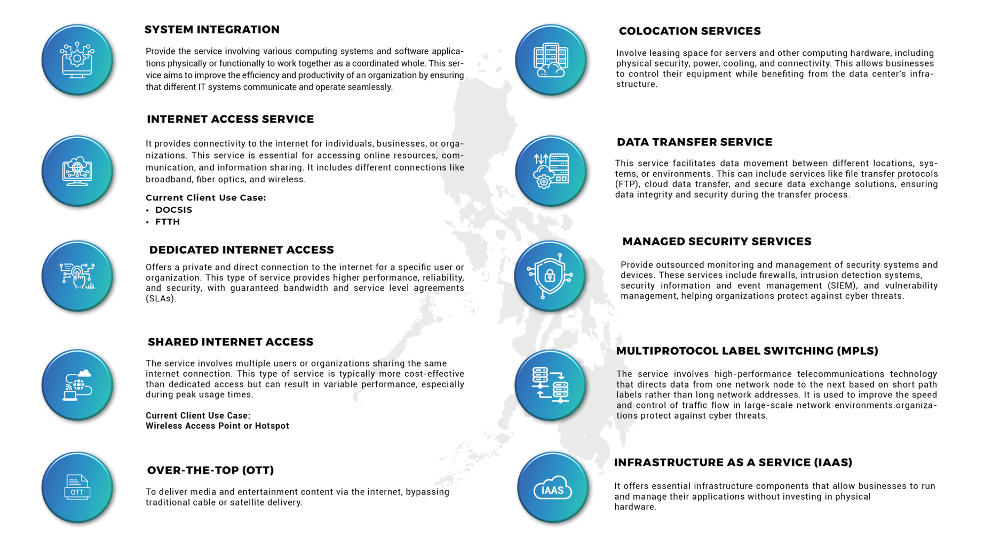 SYSTEM INTEGRATION
Provide the service involving various computing systems and software applica-
tions physically or functionally to work together as a coordinated whole. This ser-
vice aims to improve the efficiency and productivity of an organization by ensuring
that different IT systems communicate and operate seamlessly.
INTERNET ACCESS SERVICE
It provides connectivity to the internet for individuals, businesses, or orga-
nizations. This service is essential for accessing online resources, com-
munication, and information sharing. It includes different connections like
broadband, fiber optics, and wireless.
Current Client Use Case:
• DOCSIS
• FTTH
DEDICATED INTERNET ACCESS
Offers a private and direct connection to the internet for a specific user or
organization. This type of service provides higher performance, reliability,
and security, with guaranteed bandwidth and service level agreements
(SLAs).
SHARED INTERNET ACCESS
The service involves multiple users or organizations sharing the same
internet connection. This type of service is typically more cost-effective
than dedicated access but can result in variable performance, especially
during peak usage times.
Current Client Use Case:
Wireless Access Point or Hotspot
OTT
OVER-THE-TOP (OTT)
To deliver media and entertainment content via the internet, bypassing
traditional cable or satellite delivery.
COLOCATION SERVICES
Involve leasing space for servers and other computing hardware, including
physical security, power, cooling, and connectivity. This allows businesses
to control their equipment while benefiting from the data center's infra-
structure.
DATA TRANSFER SERVICE
This service facilitates data movement between different locations, sys-
tems, or environments. This can include services like file transfer protocols
(FTP), cloud data transfer, and secure data exchange solutions, ensuring
data integrity and security during the transfer process.
MANAGED SECURITY SERVICES
Provide outsourced monitoring and management of security systems and
devices. These services include firewalls, intrusion detection systems,
security information and event management (SIEM), and vulnerability
management, helping organizations protect against cyber threats.
MULTIPROTOCOL LABEL SWITCHING (MPLS)
The service involves high-performance telecommunications technology
that directs data from one network node to the next based on short path
labels rather than long network addresses. It is used to improve the speed
and control of traffic flow in large-scale network environments.organiza-
tions protect against cyber threats.
IAAS
INFRASTRUCTURE AS A SERVICE (IAAS)
It offers essential infrastructure components that allow businesses to run
and manage their applications without investing in physical
hardware.